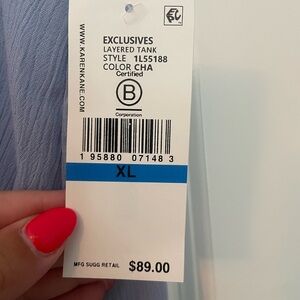 WWW.KARENKANE.COM
EXCLUSIVES
LAYERED TANK
STYLE 1L55188
COLOR CHA
Certified
B
Corporation
1 95880 07148 3
XL
MFG SUGG RETAIL $89.00